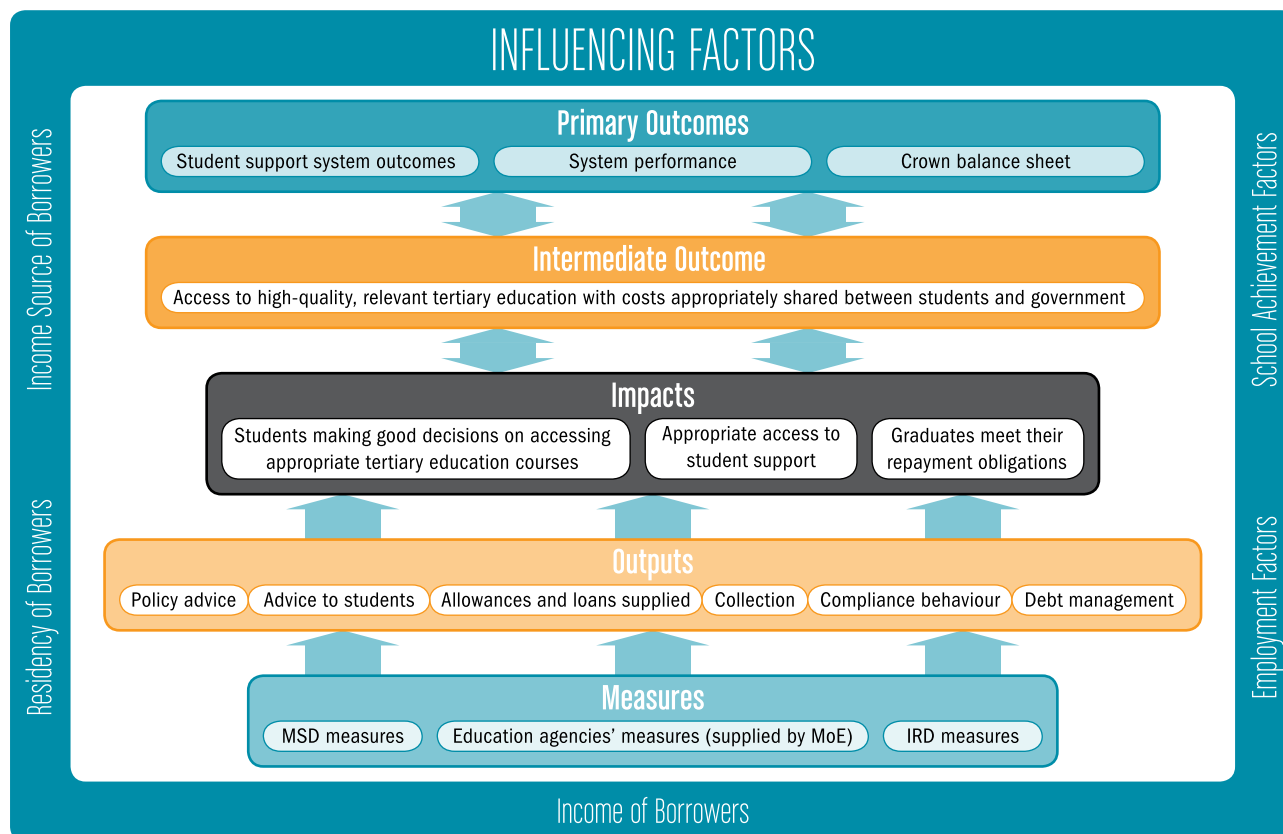 INFLUENCING FACTORS
Income Source of Borrowers
Residency of Borrowers
Primary Outcomes
Student support system outcomes
System performance
Crown balance sheet
Intermediate Outcome
Access to high-quality, relevant tertiary education with costs appropriately shared between students and government
Impacts
Students making good decisions on accessing
appropriate tertiary education courses
Appropriate access to
student support
Graduates meet their
repayment obligations
Outputs
Policy advice
Advice to students
Allowances and loans supplied
Collection
Compliance behaviour
Debt management
Measures
MSD measures
Education agencies’ measures (supplied by MoE)
IRD measures
School Achievement Factors
Employment Factors
Income of Borrowers